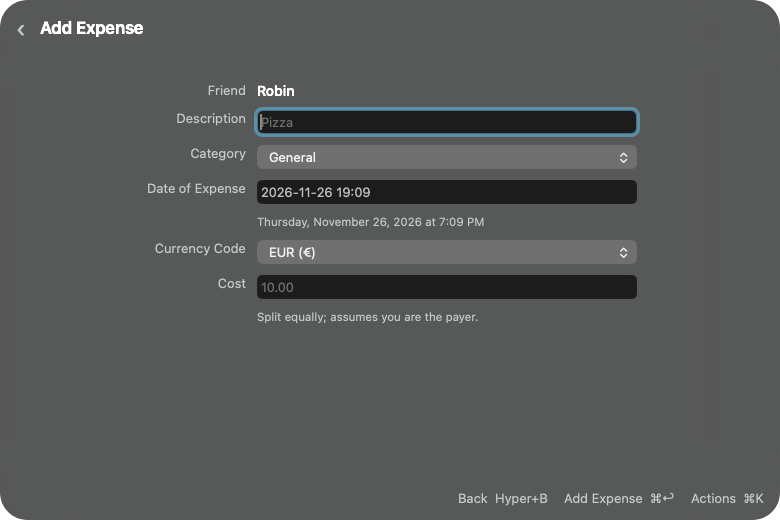 ‹ Add Expense
Friend Robin
Description Pizza
Category General
Date of Expense 2026-11-26 19:09
Thursday, November 26, 2026 at 7:09 PM
Currency Code EUR (€)
Cost 10.00
Split equally; assumes you are the payer.
Back Hyper+B Add Expense ⌘↩ Actions ⌘K